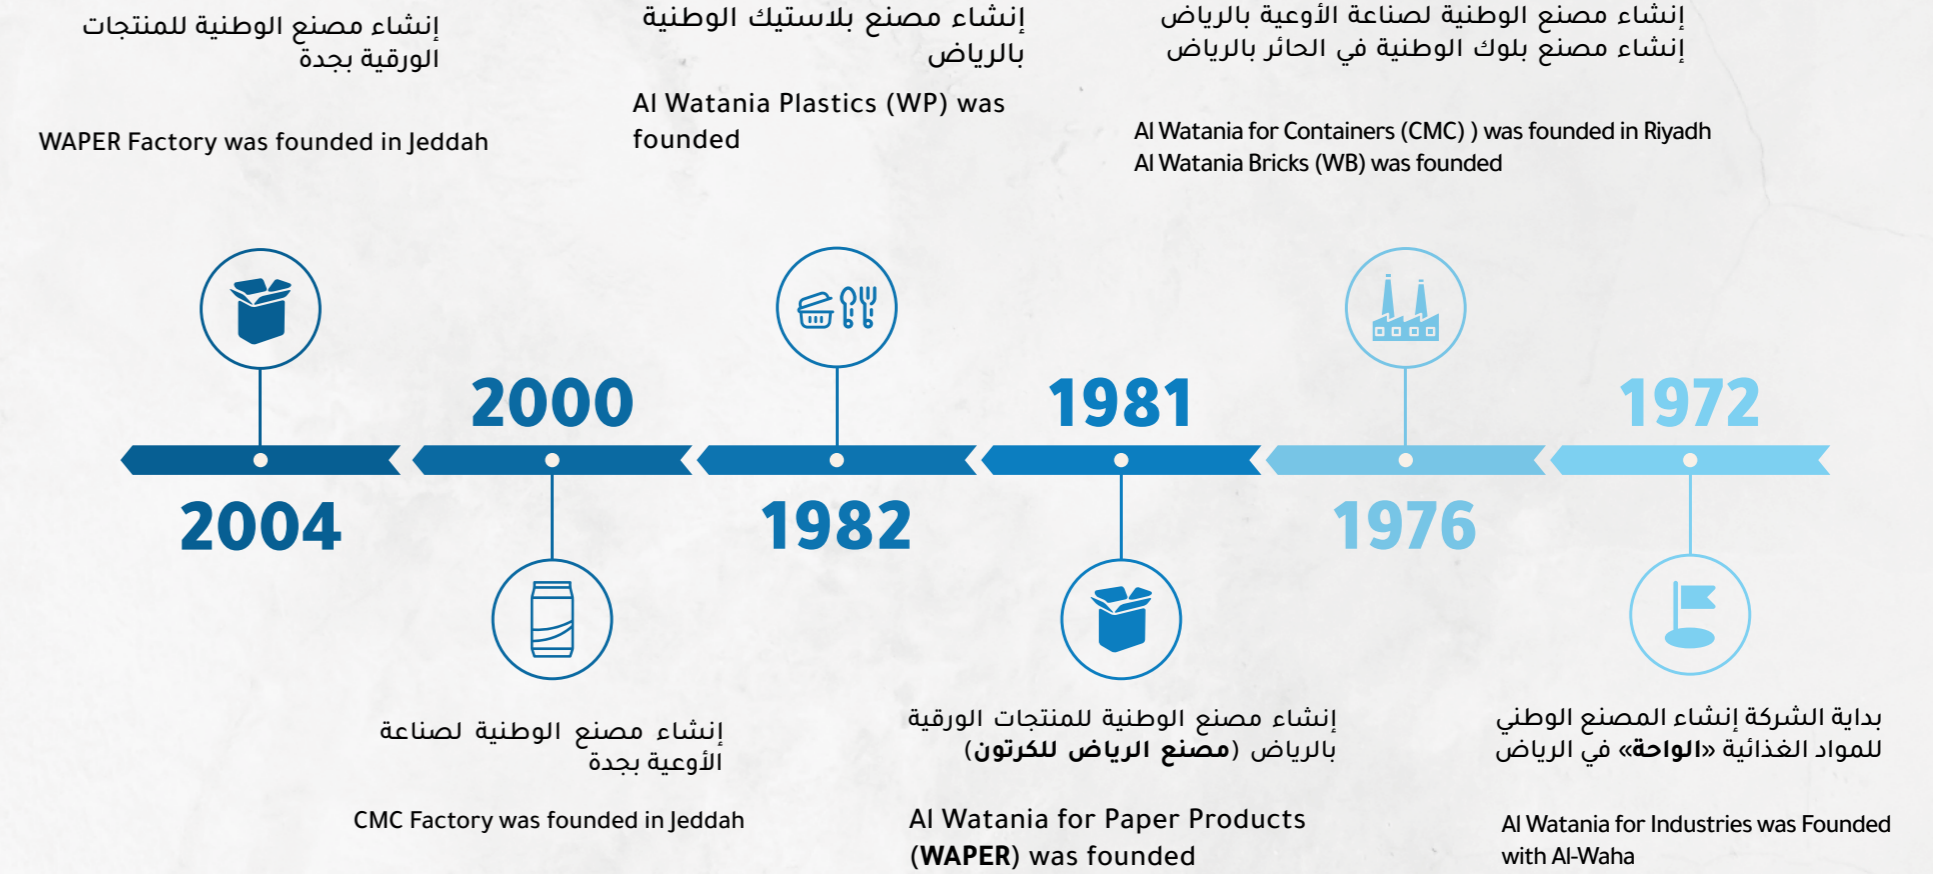 إنشاء مصنع الوطنية للمنتجات
الورقية بجدة
WAPER Factory was founded in Jeddah
إنشاء مصنع بلاستيك الوطنية
بالرياض
Al Watania Plastics (WP) was
founded
إنشاء مصنع الوطنية لصناعة الأوعية بالرياض
إنشاء مصنع بلوك الوطنية في الحائر بالرياض
Al Watania for Containers (CMC) ) was founded in Riyadh
Al Watania Bricks (WB) was founded
2004
2000
1982
1981
1976
1972
إنشاء مصنع الوطنية لصناعة
الأوعية بجدة
CMC Factory was founded in Jeddah
إنشاء مصنع الوطنية للمنتجات الورقية
بالرياض (مصنع الرياض للكرتون)
Al Watania for Paper Products
(WAPER) was founded
بداية الشركة إنشاء المصنع الوطني
للمواد الغذائية «الواحة» في الرياض
Al Watania for Industries was Founded
with Al-Waha